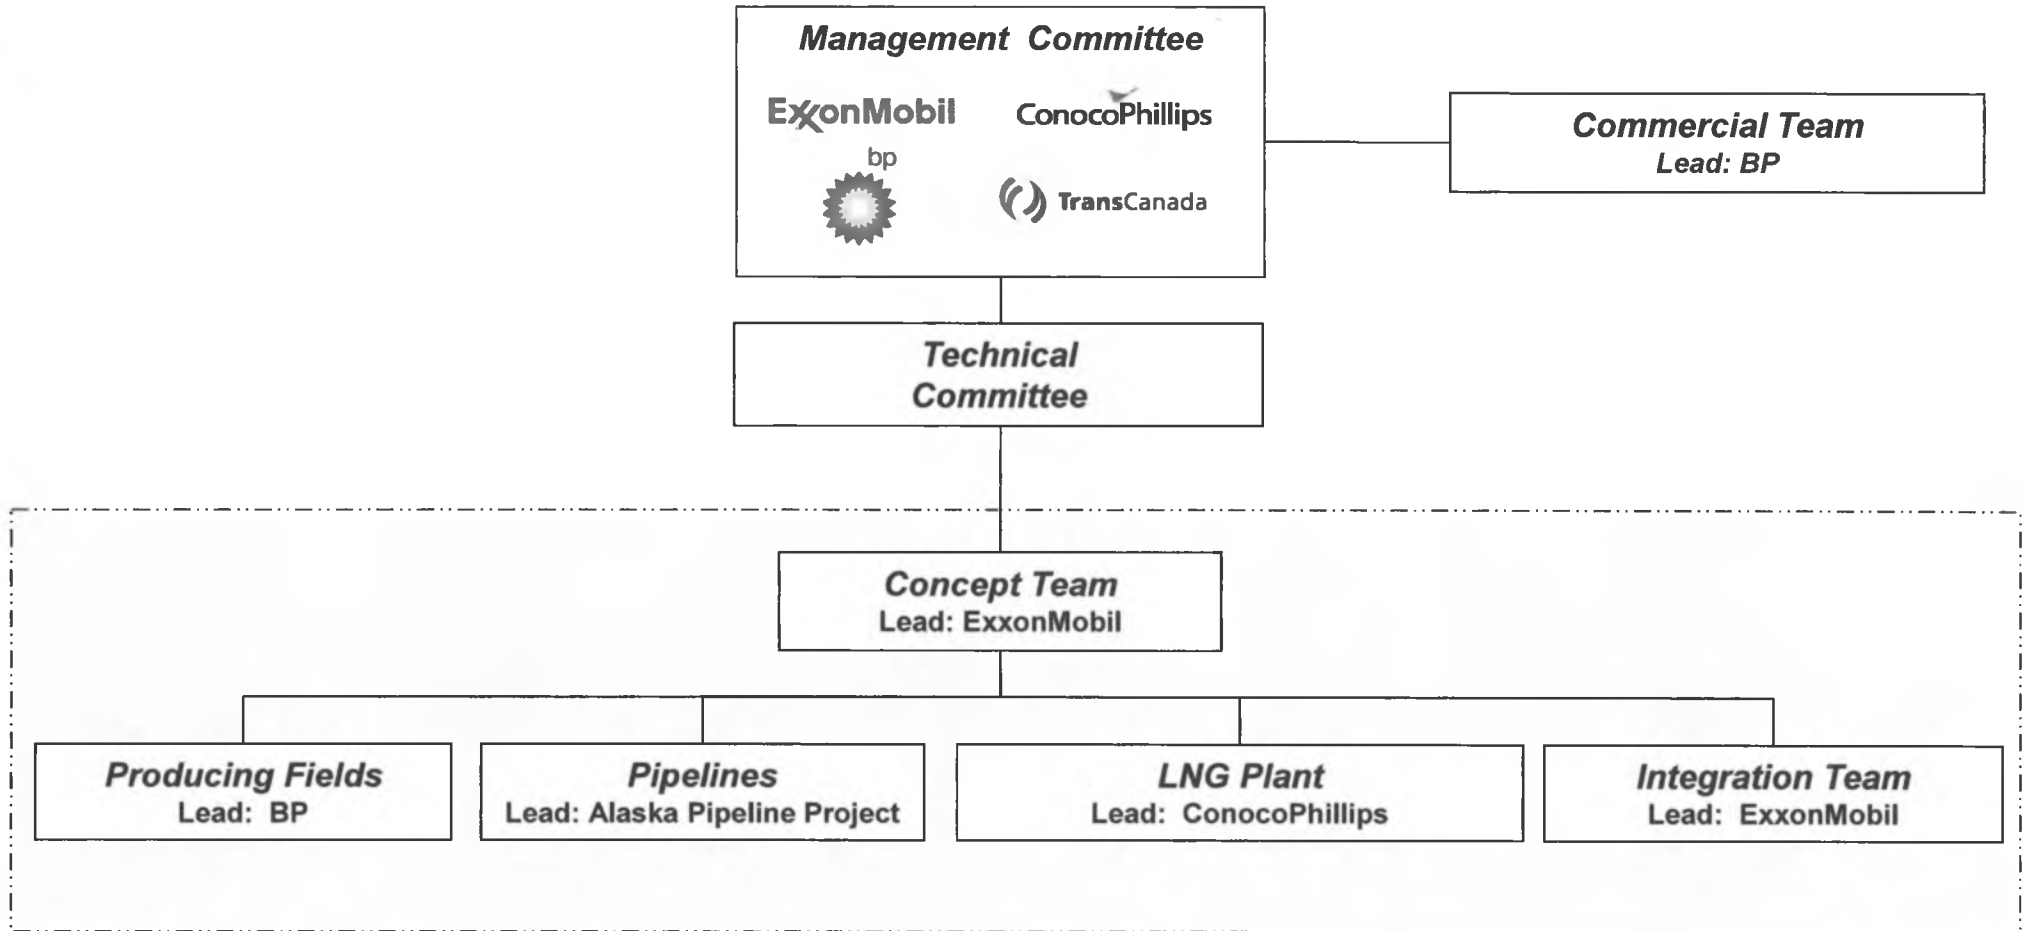 Management Committee
ExxonMobil
ConocoPhillips
bp
TransCanada
Commercial Team
Lead: BP
Technical
Committee
Concept Team
Lead: ExxonMobil
Producing Fields
Lead: BP
Pipelines
Lead: Alaska Pipeline Project
LNG Plant
Lead: ConocoPhillips
Integration Team
Lead: ExxonMobil